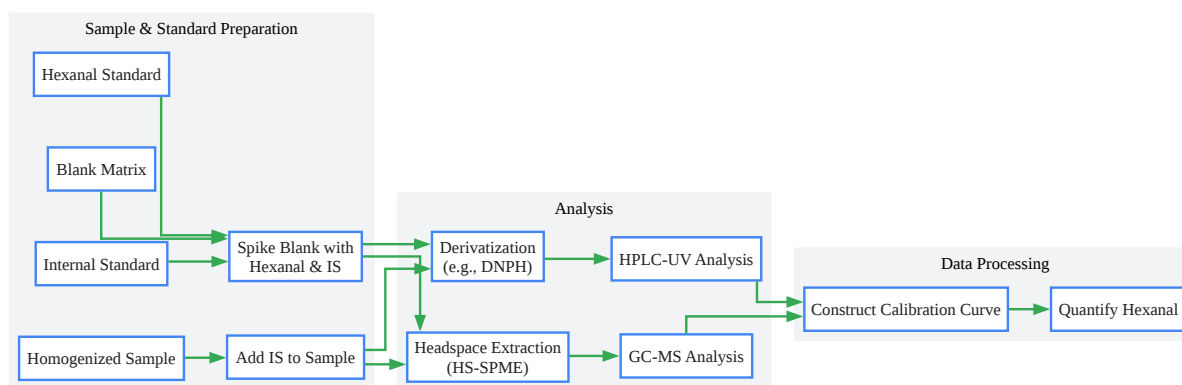 Sample & Standard Preparation
Hexanal Standard
Blank Matrix
Internal Standard
Spike Blank with
Hexanal & IS
Homogenized Sample
Add IS to Sample
Analysis
Derivatization
(e.g., DNPH)
HPLC-UV Analysis
Headspace Extraction
(HS-SPME)
GC-MS Analysis
Data Processing
Construct Calibration Curve
Quantify Hexanal